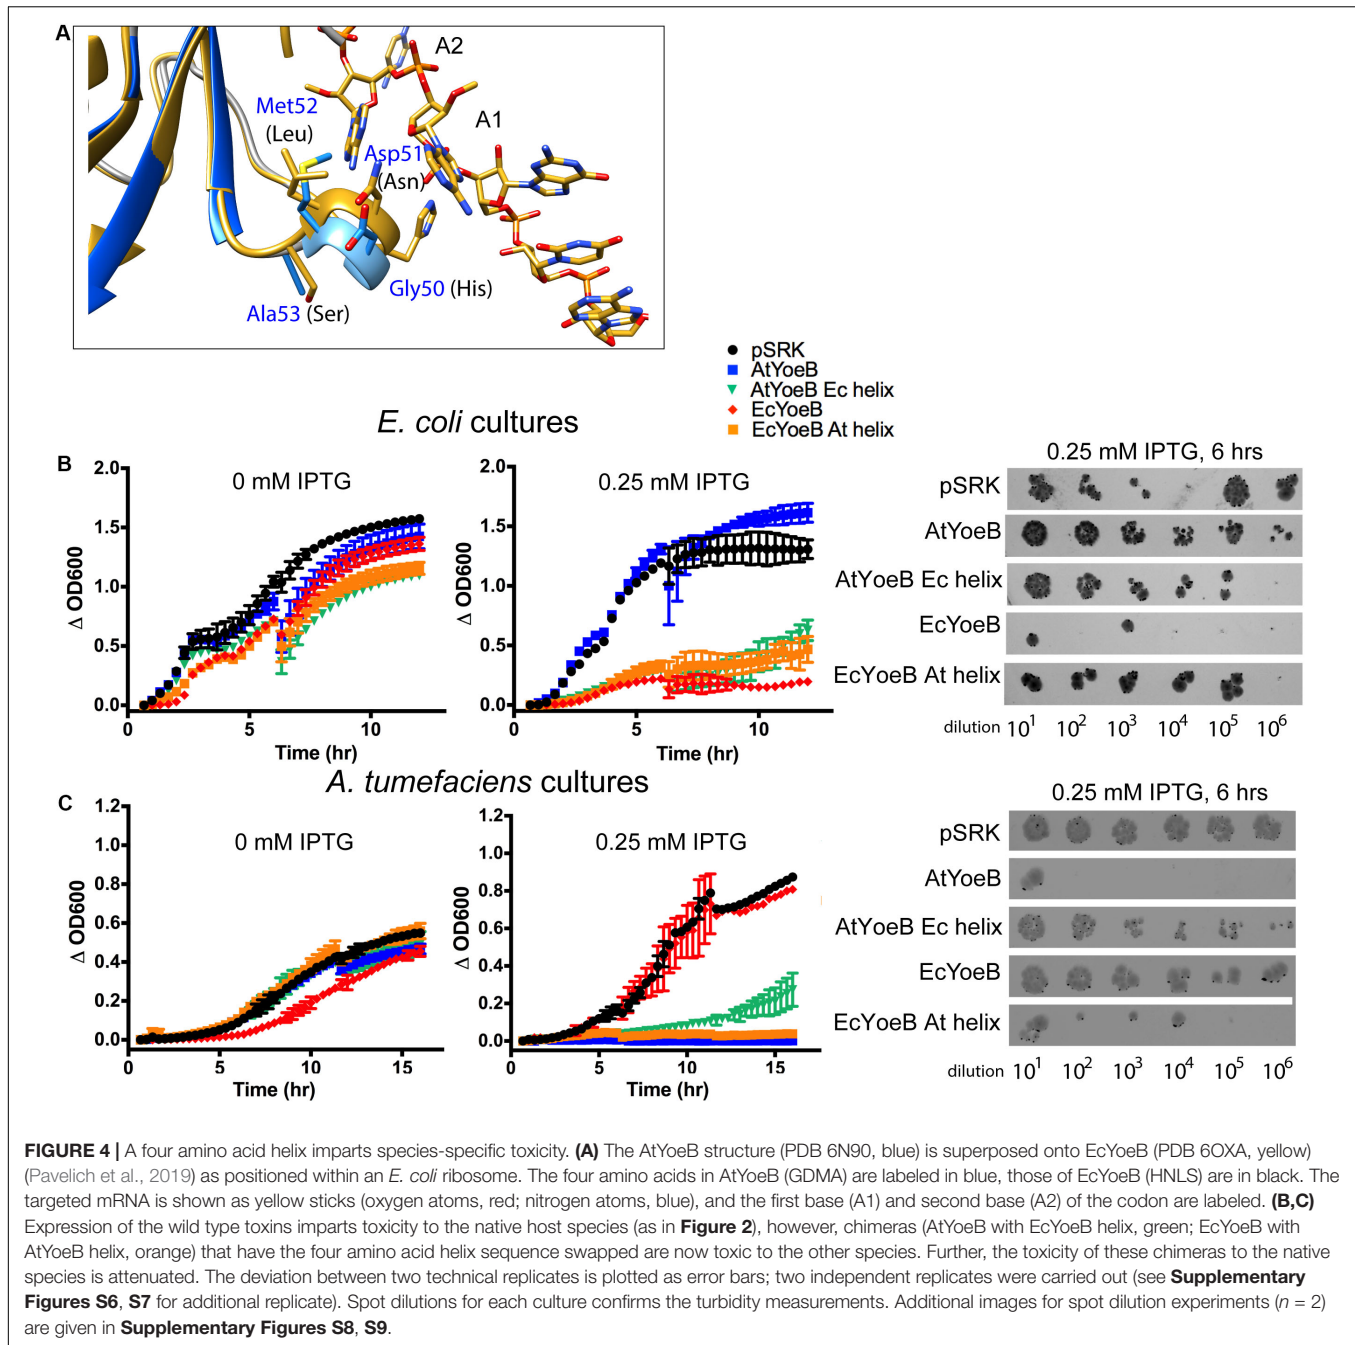 A
A2
Met52
(Leu)
A1
Asp51
(Asn)
Gly50 (His)
Ala53 (Ser)
pSRK
AtYoeB
AtYoeB Ec helix
EcYoeB
EcYoeB At helix
E. coli cultures
B
0 mM IPTG
Δ OD600
2.0
1.5
1.0
0.5
0.0
0
5
10
Time (hr)
0.25 mM IPTG
Δ OD600
2.0
1.5
1.0
0.5
0.0
0
5
10
Time (hr)
0.25 mM IPTG, 6 hrs
pSRK
AtYoeB
AtYoeB Ec helix
EcYoeB
EcYoeB At helix
dilution 10¹ 10² 10³ 10⁴ 10⁵ 10⁶
A. tumefaciens cultures
C
0 mM IPTG
Δ OD600
1.2
1.0
0.8
0.6
0.4
0.2
0.0
0
5
10
15
Time (hr)
0.25 mM IPTG
Δ OD600
1.2
1.0
0.8
0.6
0.4
0.2
0.0
0
5
10
15
Time (hr)
0.25 mM IPTG, 6 hrs
pSRK
AtYoeB
AtYoeB Ec helix
EcYoeB
EcYoeB At helix
dilution 10¹ 10² 10³ 10⁴ 10⁵ 10⁶
FIGURE 4 | A four amino acid helix imparts species-specific toxicity. (A) The AtYoeB structure (PDB 6N90, blue) is superposed onto EcYoeB (PDB 6OXA, yellow)
(Pavelich et al., 2019) as positioned within an E. coli ribosome. The four amino acids in AtYoeB (GDMA) are labeled in blue, those of EcYoeB (HNLS) are in black. The
targeted mRNA is shown as yellow sticks (oxygen atoms, red; nitrogen atoms, blue), and the first base (A1) and second base (A2) of the codon are labeled. (B,C)
Expression of the wild type toxins imparts toxicity to the native host species (as in Figure 2), however, chimeras (AtYoeB with EcYoeB helix, green; EcYoeB with
AtYoeB helix, orange) that have the four amino acid helix sequence swapped are now toxic to the other species. Further, the toxicity of these chimeras to the native
species is attenuated. The deviation between two technical replicates is plotted as error bars; two independent replicates were carried out (see Supplementary
Figures S6, S7 for additional replicate). Spot dilutions for each culture confirms the turbidity measurements. Additional images for spot dilution experiments (n = 2)
are given in Supplementary Figures S8, S9.